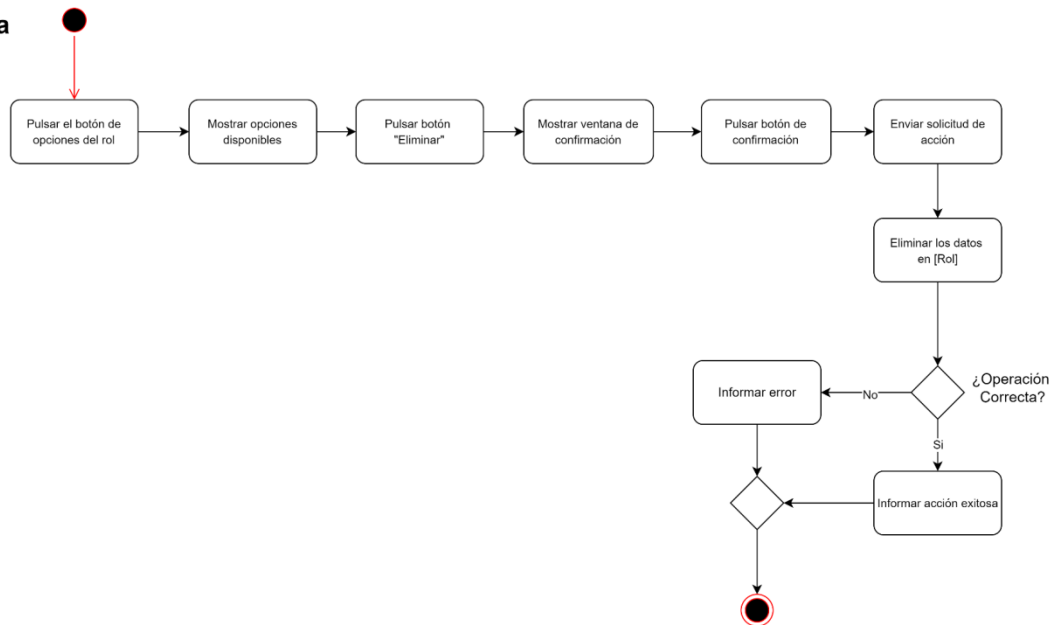 a
Pulsar el botón de
opciones del rol
Mostrar opciones
disponibles
Pulsar botón
"Eliminar"
Mostrar ventana de
confirmación
Pulsar botón de
confirmación
Enviar solicitud de
acción
Eliminar los datos
en [Rol]
¿Operación
Correcta?
No
Informar error
Si
Informar acción exitosa